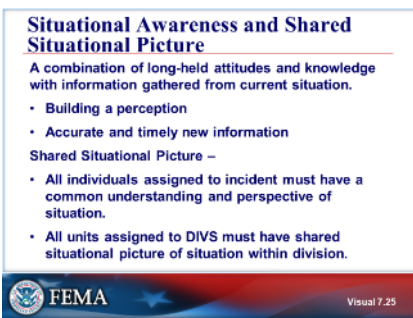 Situational Awareness and Shared
Situational Picture
A combination of long-held attitudes and knowledge
with information gathered from current situation.
• Building a perception
• Accurate and timely new information
Shared Situational Picture –
• All individuals assigned to incident must have a
common understanding and perspective of
situation.
• All units assigned to DIVS must have shared
situational picture of situation within division.
FEMA
Visual 7.25